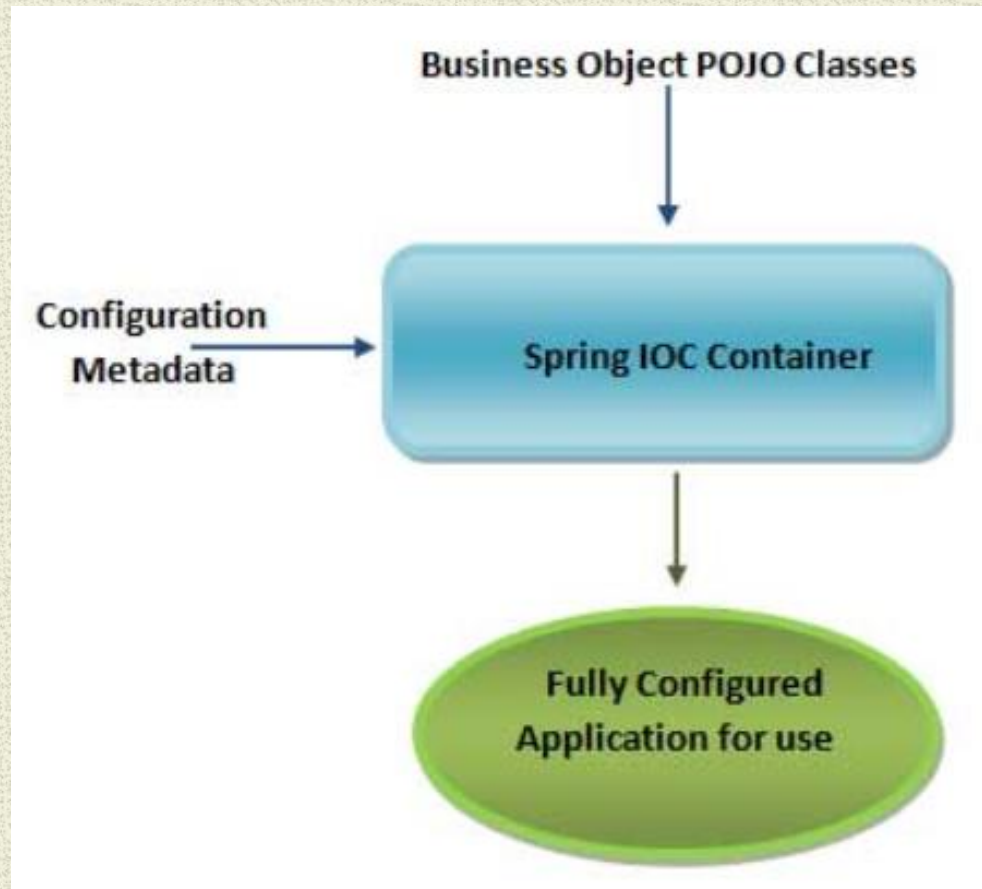 Business Object POJO Classes
Configuration
Metadata
Spring IOC Container
Fully Configured
Application for use